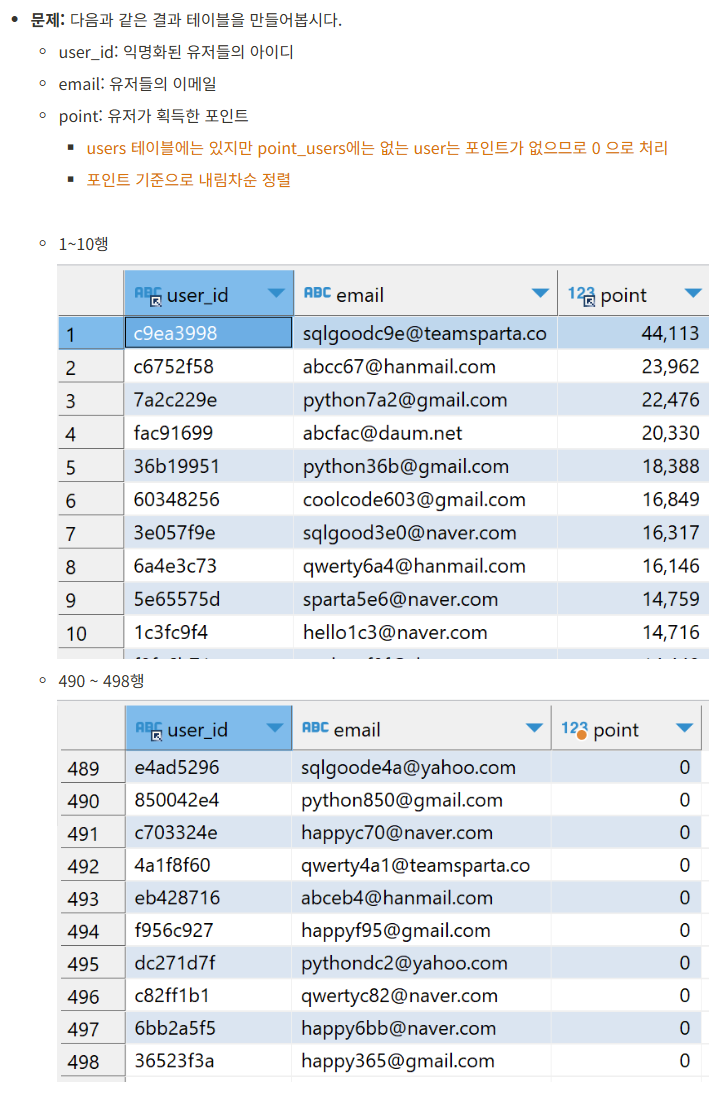 문제: 다음과 같은 결과 테이블을 만들어봅시다.
user_id: 익명화된 유저들의 아이디
email: 유저들의 이메일
point: 유저가 획득한 포인트
users 테이블에는 있지만 point_users에는 없는 user는 포인트가 없으므로 0 으로 처리
포인트 기준으로 내림차순 정렬
1~10행
ABC user_id ABC email 123 point
1 c9ea3998 sqlgoodc9e@teamsparta.co 44,113
2 c6752f58 abcc67@hanmail.com 23,962
3 7a2c229e python7a2@gmail.com 22,476
4 fac91699 abcfac@daum.net 20,330
5 36b19951 python36b@gmail.com 18,388
6 60348256 coolcode603@gmail.com 16,849
7 3e057f9e sqlgood3e0@naver.com 16,317
8 6a4e3c73 qwerty6a4@hanmail.com 16,146
9 5e65575d sparta5e6@naver.com 14,759
10 1c3fc9f4 hello1c3@naver.com 14,716
490 ~ 498행
ABC user_id ABC email 123 point
489 e4ad5296 sqlgoode4a@yahoo.com 0
490 850042e4 python850@gmail.com 0
491 c703324e happyc70@naver.com 0
492 4a1f8f60 qwerty4a1@teamsparta.co 0
493 eb428716 abceb4@hanmail.com 0
494 f956c927 happyf95@gmail.com 0
495 dc271d7f pythondc2@yahoo.com 0
496 c82ff1b1 qwertyc82@naver.com 0
497 6bb2a5f5 happy6bb@naver.com 0
498 36523f3a happy365@gmail.com 0